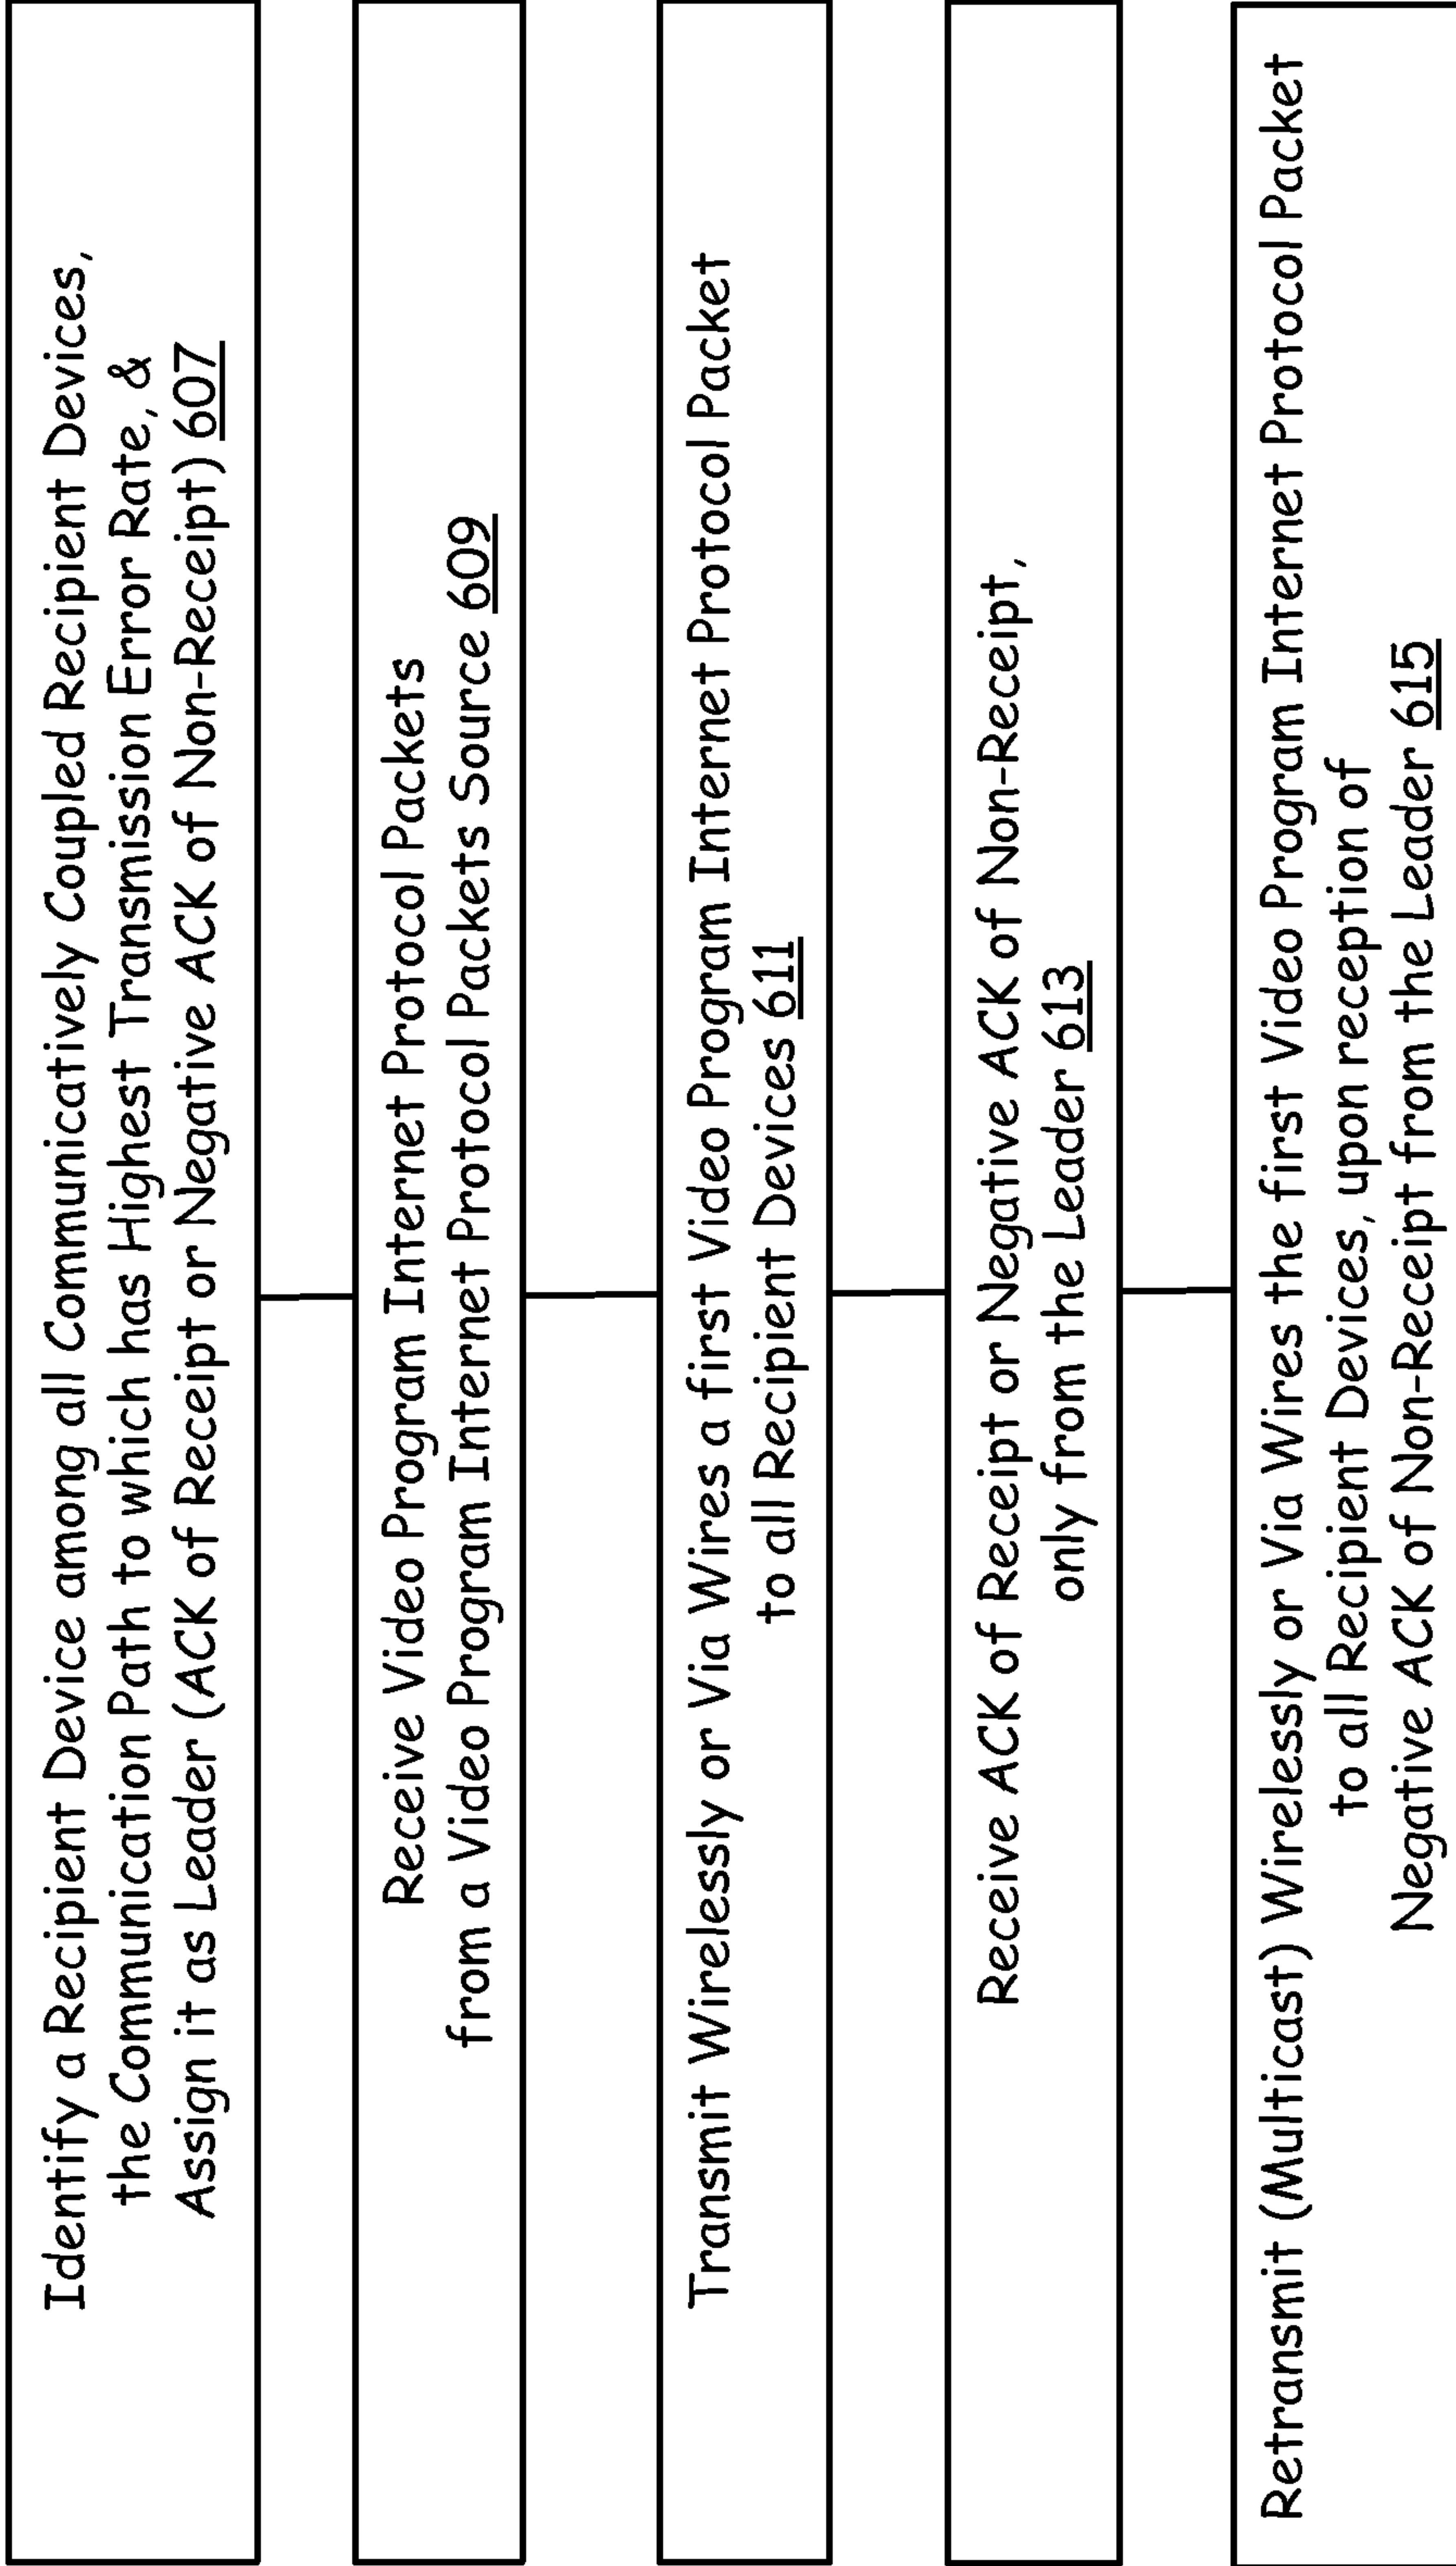 Identify a Recipient Device among all Communicatively Coupled Recipient Devices,
the Communication Path to which has Highest Transmission Error Rate, &
Assign it as Leader (ACK of Receipt or Negative ACK of Non-Receipt) 607
Receive Video Program Internet Protocol Packets
from a Video Program Internet Protocol Packets Source 609
Transmit Wirelessly or Via Wires a first Video Program Internet Protocol Packet
to all Recipient Devices 611
Receive ACK of Receipt or Negative ACK of Non-Receipt,
only from the Leader 613
Retransmit (Multicast) Wirelessly or Via Wires the first Video Program Internet Protocol Packet
to all Recipient Devices, upon reception of
Negative ACK of Non-Receipt from the Leader 615